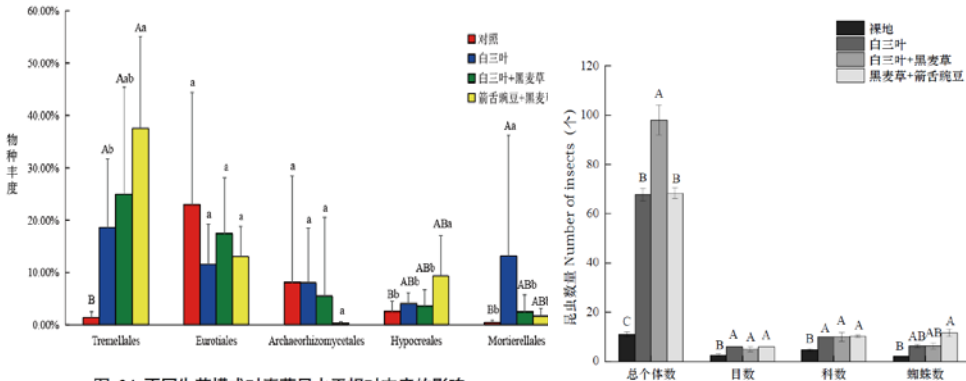 60.00%
50.00%
40.00%
30.00%
20.00%
10.00%
0.00%
物种丰度
对照
白三叶
白三叶+黑麦草
箭舌豌豆+黑麦
B Ab Aab Aa
a a a a
a a a a
Bb ABb ABb ABa
Bb Aa ABb ABb
Tremellales Eurotiales Archaeorhizomycetales Hypocreales Mortierellales
裸地
白三叶
白三叶+黑麦草
黑麦草+箭舌豌豆
昆虫数量 Number of insects (个)
120
100
80
60
40
20
0
C B A B
B A A A
B A A A
B AB AB A
总个体数 目数 科数 蜘蛛数